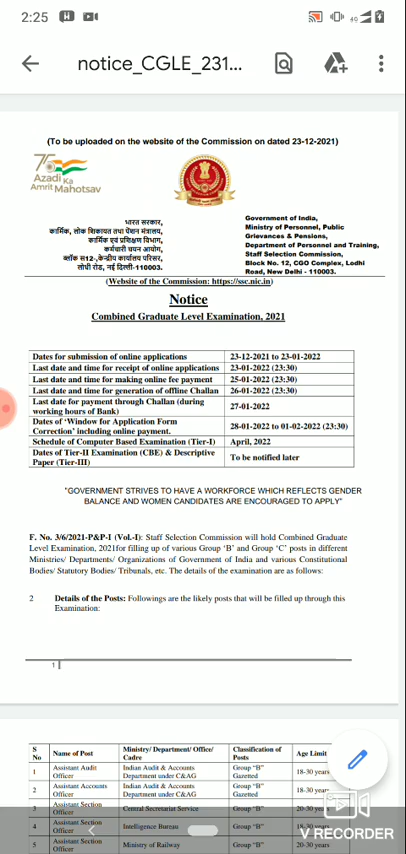 2:25
4G
notice_CGLE_231...
(To be uploaded on the website of the Commission on dated 23-12-2021)
75
Azadi Ka
Amrit Mahotsav
भारत सरकार,
कार्मिक, लोक शिकायत तथा पेंशन मंत्रालय,
कार्मिक एवं प्रशिक्षण विभाग,
कर्मचारी चयन आयोग,
ब्लॉक सं12-,केन्द्रीय कार्यालय परिसर,
लोधी रोड, नई दिल्ली-110003.
Government of India,
Ministry of Personnel, Public
Grievances & Pensions,
Department of Personnel and Training,
Staff Selection Commission,
Block No. 12, CGO Complex, Lodhi
Road, New Delhi - 110003.
(Website of the Commission: https://ssc.nic.in)
Notice
Combined Graduate Level Examination, 2021
Dates for submission of online applications 23-12-2021 to 23-01-2022
Last date and time for receipt of online applications 23-01-2022 (23:30)
Last date and time for making online fee payment 25-01-2022 (23:30)
Last date and time for generation of offline Challan 26-01-2022 (23:30)
Last date for payment through Challan (during
working hours of Bank) 27-01-2022
Dates of 'Window for Application Form
Correction' including online payment. 28-01-2022 to 01-02-2022 (23:30)
Schedule of Computer Based Examination (Tier-I) April, 2022
Dates of Tier-II Examination (CBE) & Descriptive
Paper (Tier-III) To be notified later
"GOVERNMENT STRIVES TO HAVE A WORKFORCE WHICH REFLECTS GENDER
BALANCE AND WOMEN CANDIDATES ARE ENCOURAGED TO APPLY"
F. No. 3/6/2021-P&P-I (Vol.-I): Staff Selection Commission will hold Combined Graduate
Level Examination, 2021for filling up of various Group 'B' and Group 'C' posts in different
Ministries/ Departments/ Organizations of Government of India and various Constitutional
Bodies/ Statutory Bodies/ Tribunals, etc. The details of the examination are as follows:
2 Details of the Posts: Followings are the likely posts that will be filled up through this
Examination:
1
S No Name of Post Ministry/ Department/ Office/ Cadre Classification of Posts Age Limit
1 Assistant Audit Officer Indian Audit & Accounts Department under C&AG Group "B" Gazetted 18-30 years
2 Assistant Accounts Officer Indian Audit & Accounts Department under C&AG Group "B" Gazetted 18-30 years
3 Assistant Section Officer Central Secretariat Service Group "B" 20-30 years
4 Assistant Section Officer Intelligence Bureau Group "B" 18-30 years
5 Assistant Section Officer Ministry of Railway Group "B" 20-30 years
V RECORDER